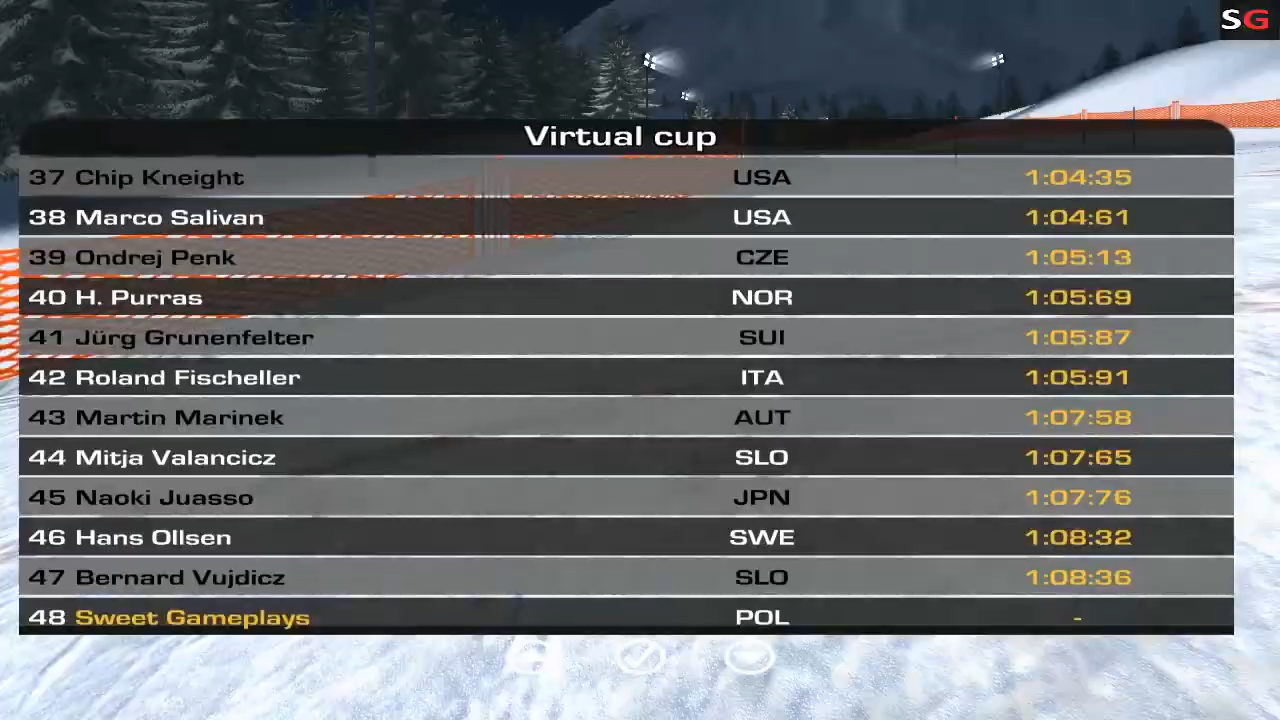 SG
Virtual cup
37 Chip Kneight USA 1:04:35
38 Marco Salivan USA 1:04:61
39 Ondrej Penk CZE 1:05:13
40 H. Purras NOR 1:05:69
41 Jürg Grunenfelter SUI 1:05:87
42 Roland Fischeller ITA 1:05:91
43 Martin Marinek AUT 1:07:58
44 Mitja Valancicz SLO 1:07:65
45 Naoki Juasso JPN 1:07:76
46 Hans Ollsen SWE 1:08:32
47 Bernard Vujdicz SLO 1:08:36
48 Sweet Gameplays POL -